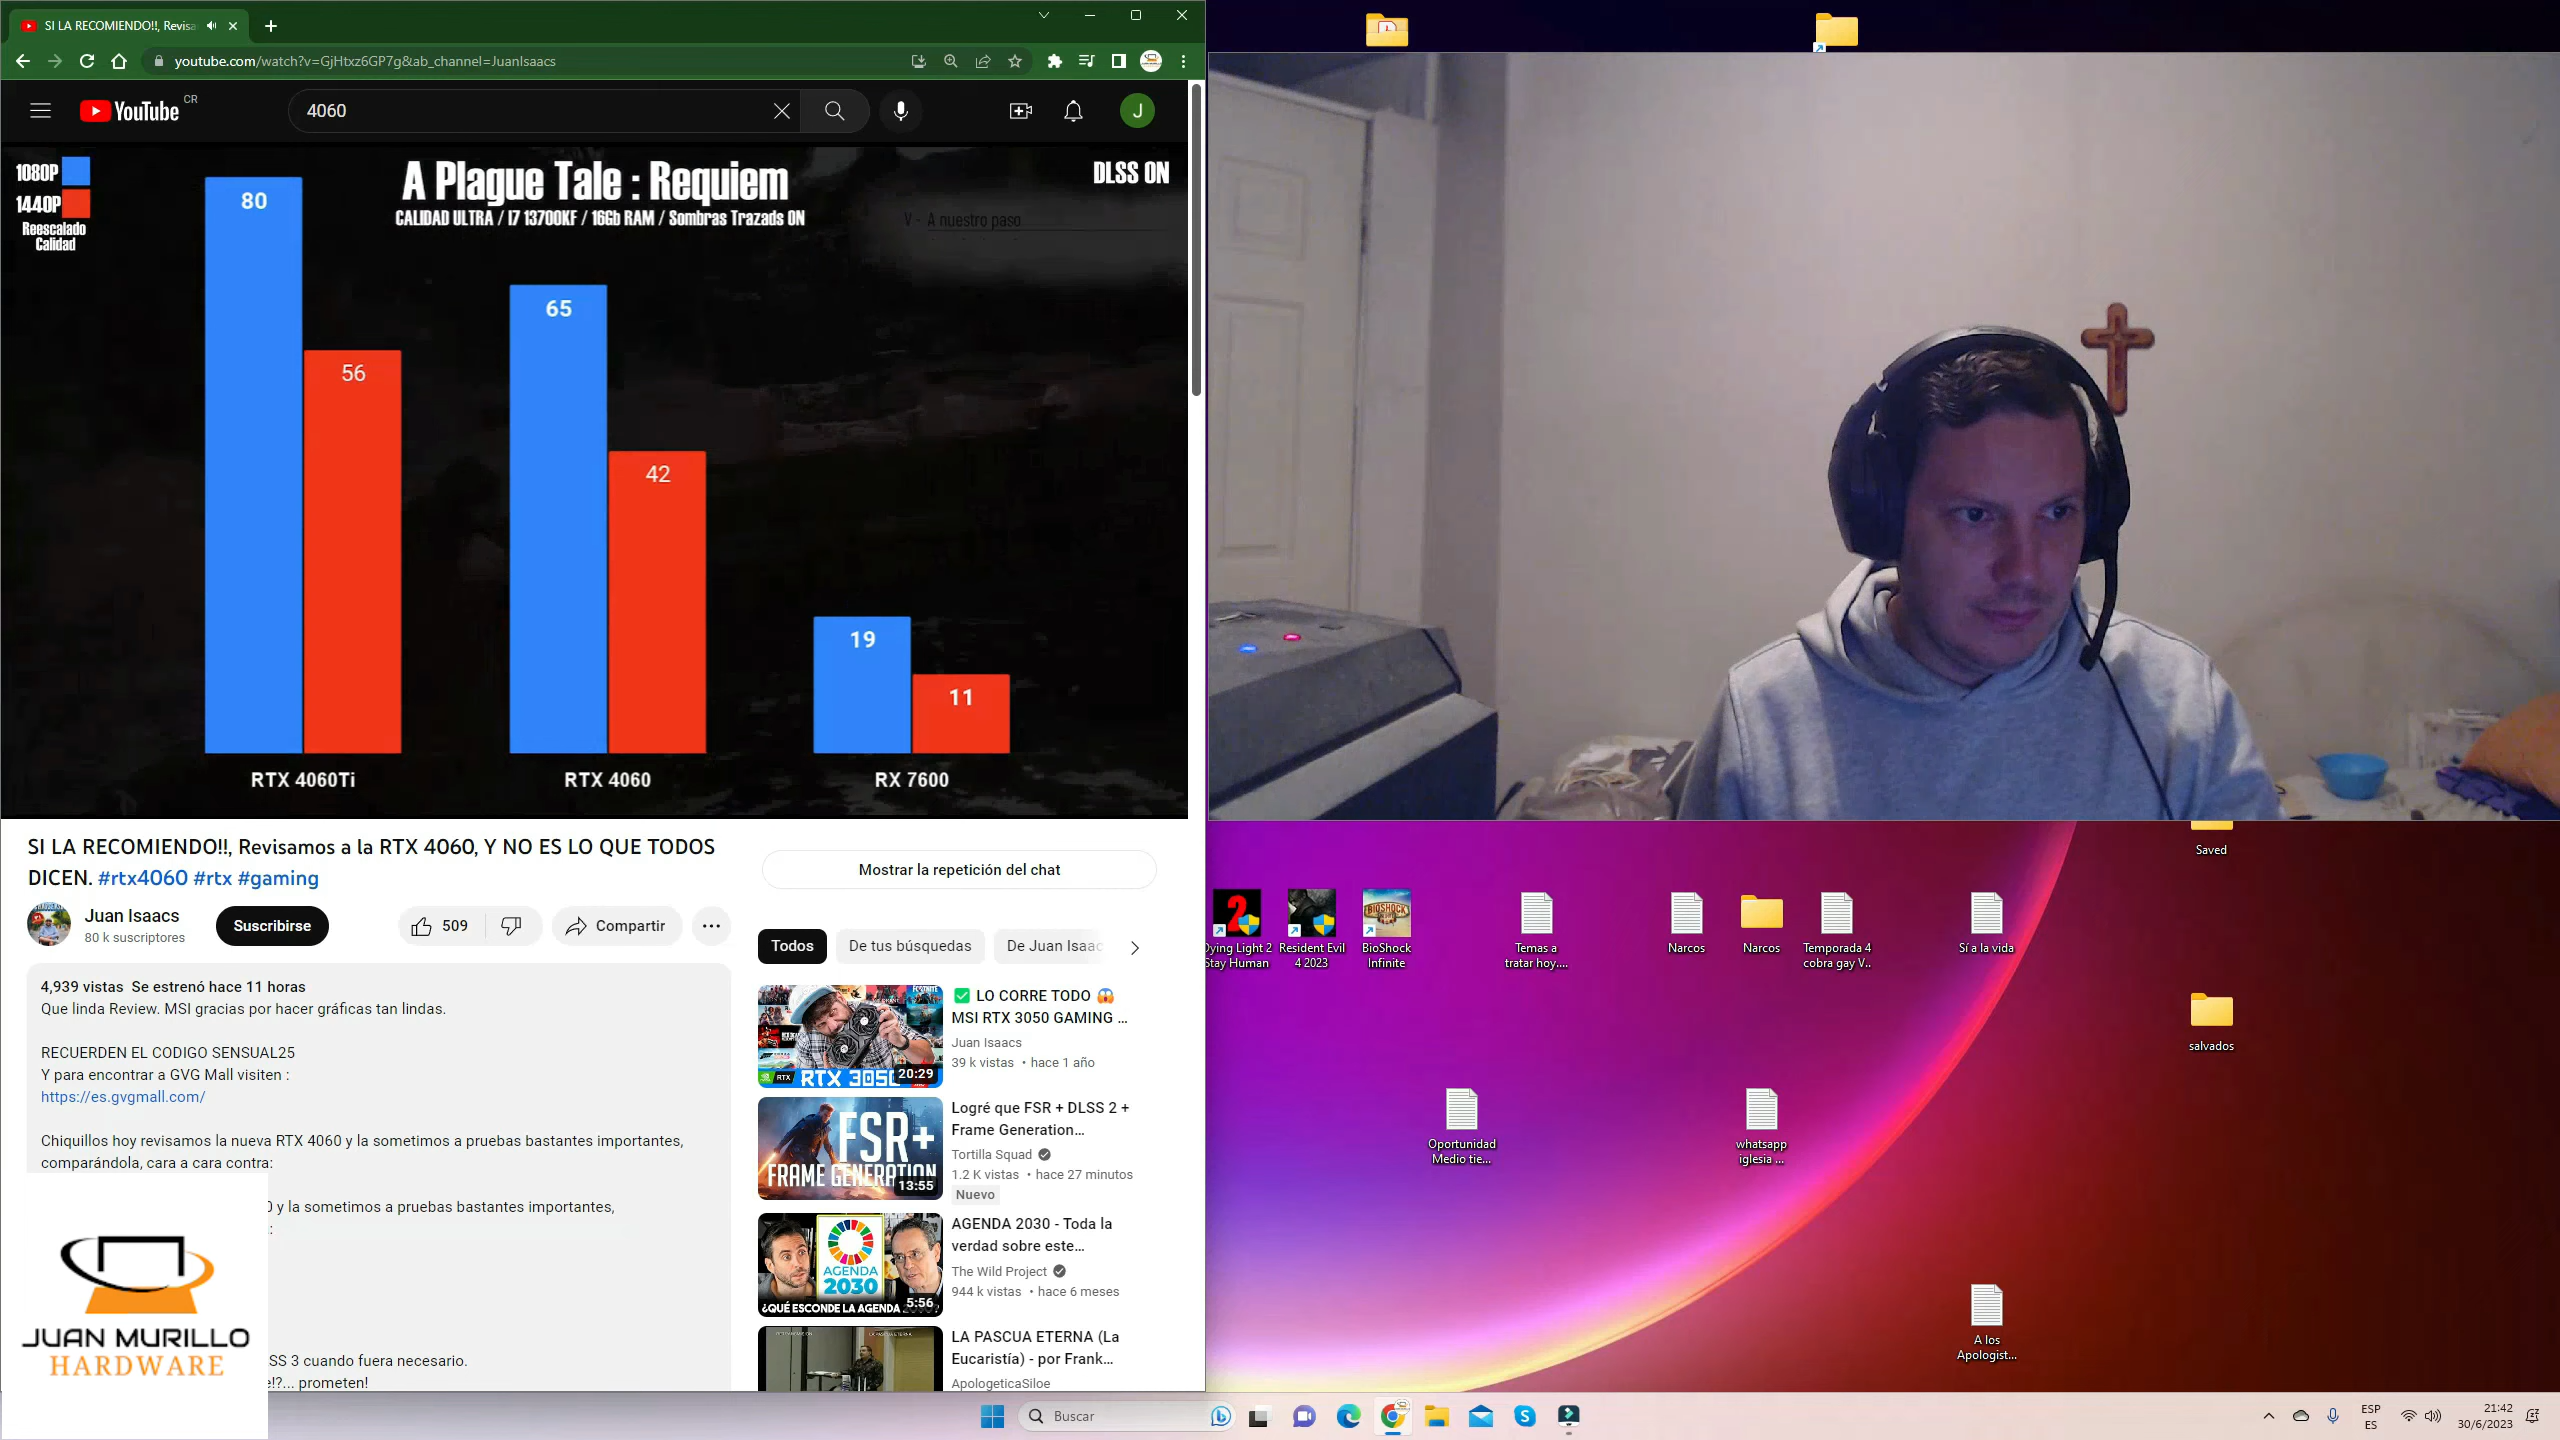 SI LA RECOMIENDO!!, Revisa
youtube.com/watch?v=GjHtxz6GP7g&ab_channel=JuanIsaacs
YouTube CR
4060
J
1080P
1440P
Reescalado
Calidad
A Plague Tale : Requiem
CALIDAD ULTRA / I7 13700KF / 16Gb RAM / Sombras Trazads ON
DLSS ON
V - A nuestro paso
80
56
65
42
19
11
RTX 4060Ti
RTX 4060
RX 7600
SI LA RECOMIENDO!!, Revisamos a la RTX 4060, Y NO ES LO QUE TODOS
DICEN. #rtx4060 #rtx #gaming
Juan Isaacs
80 k suscriptores
Suscribirse
509
Compartir
4,939 vistas Se estrenó hace 11 horas
Que linda Review. MSI gracias por hacer gráficas tan lindas.
RECUERDEN EL CODIGO SENSUAL25
Y para encontrar a GVG Mall visiten :
https://es.gvgmall.com/
Chiquillos hoy revisamos la nueva RTX 4060 y la sometimos a pruebas bastantes importantes,
comparándola, cara a cara contra:
0 y la sometimos a pruebas bastantes importantes,
:
SS 3 cuando fuera necesario.
e!?... prometen!
JUAN MURILLO
HARDWARE
Mostrar la repetición del chat
Todos
De tus búsquedas
De Juan Isaac
LO CORRE TODO
MSI RTX 3050 GAMING ...
Juan Isaacs
39 k vistas • hace 1 año
RTX
RTX 3050
20:29
Logré que FSR + DLSS 2 +
Frame Generation...
Tortilla Squad
1.2 K vistas • hace 27 minutos
Nuevo
FSR+
FRAME GENERATION
13:55
AGENDA 2030 - Toda la
verdad sobre este...
The Wild Project
944 k vistas • hace 6 meses
AGENDA
2030
¿QUÉ ESCONDE LA AGENDA
5:56
LA PASCUA ETERNA (La
Eucaristía) - por Frank...
ApologeticaSiloe
Saved
Dying Light 2
Stay Human
Resident Evil
4 2023
BIOSHOCK
INFINITE
BioShock
Infinite
Temas a
tratar hoy....
Narcos
Narcos
Temporada 4
cobra gay V..
Sí a la vida
salvados
Oportunidad
Medio tie...
whatsapp
iglesia ...
A los
Apologist...
Buscar
ESP
ES
21:42
30/6/2023